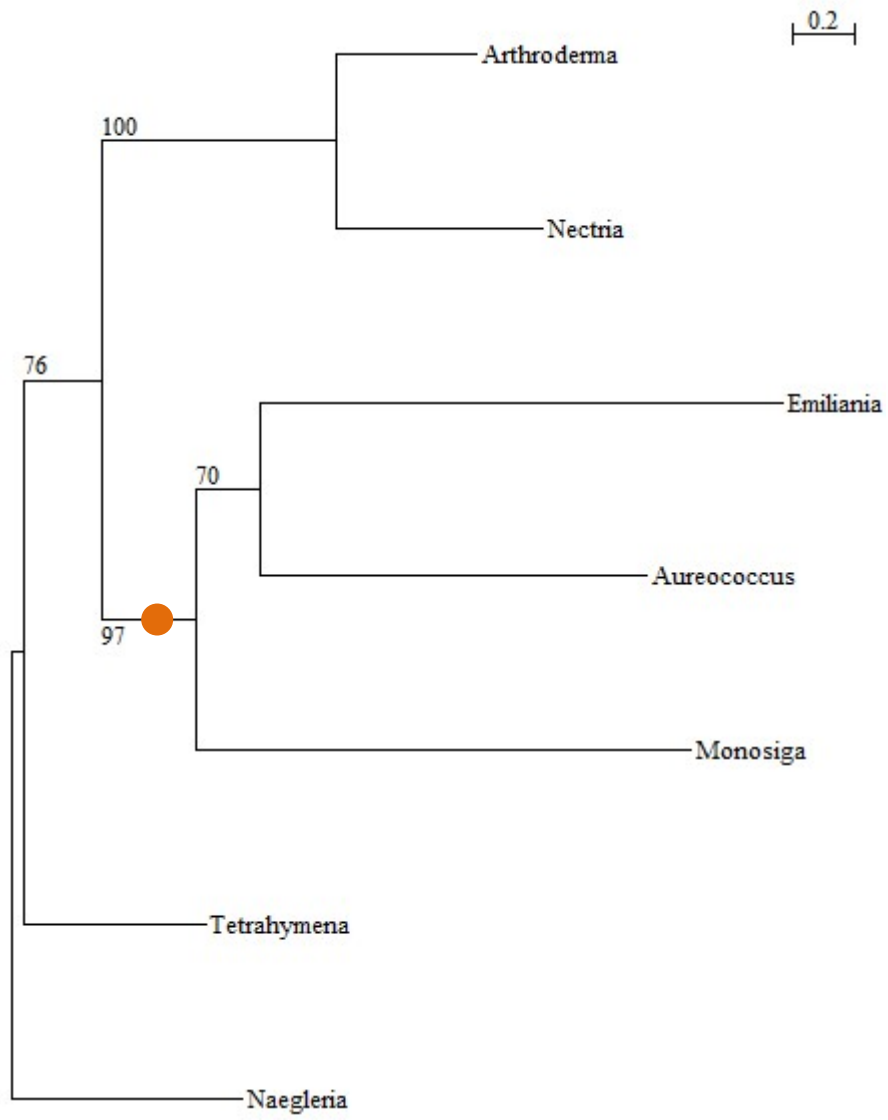 0.2
Arthroderma
100
Nectria
76
Emiliania
70
Aureococcus
97
Monosiga
Tetrahymena
Naegleria